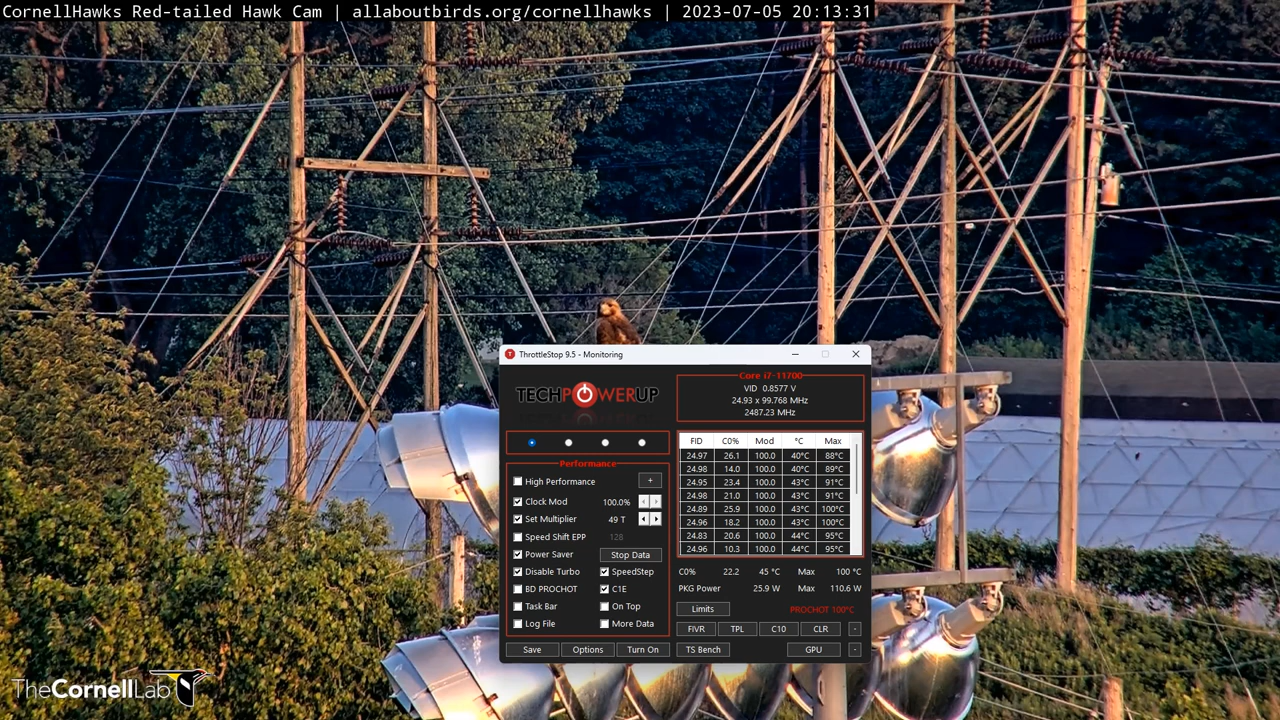 CornellHawks Red-tailed Hawk Cam | allaboutbirds.org/cornellhawks | 2023-07-05 20:13:31
ThrottleStop 9.5 - Monitoring
TECHPOWERUP
Core i7-11700
VID 0.8577 V
24.93 x 99.768 MHz
2487.23 MHz
Performance
High Performance +
Clock Mod 100.0%
Set Multiplier 49 T
Speed Shift EPP 128
Power Saver Stop Data
Disable Turbo SpeedStep
BD PROCHOT C1E
Task Bar On Top
Log File More Data
Save Options Turn On
FID C0% Mod °C Max
24.97 26.1 100.0 40°C 88°C
24.98 14.0 100.0 40°C 89°C
24.95 23.4 100.0 43°C 91°C
24.98 21.0 100.0 43°C 91°C
24.89 25.9 100.0 43°C 100°C
24.96 18.2 100.0 43°C 100°C
24.83 20.6 100.0 44°C 95°C
24.96 10.3 100.0 44°C 95°C
C0% 22.2 45 °C Max 100 °C
PKG Power 25.9 W Max 110.6 W
Limits PROCHOT 100°C
FIVR TPL C10 CLR -
TS Bench GPU -
TheCornellLab